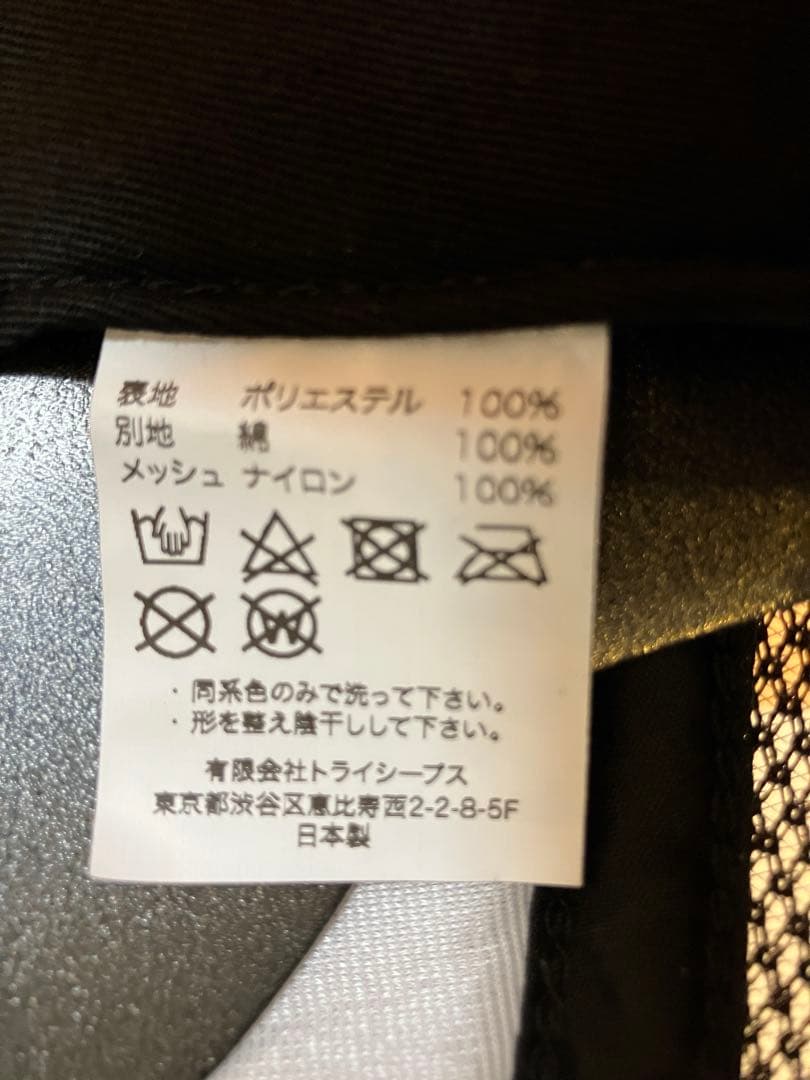 表地 ポリエステル 100%
別地 綿 100%
メッシュ ナイロン 100%
W
・同系色のみで洗って下さい。
・形を整え陰干しして下さい。
有限会社トライシープス
東京都渋谷区恵比寿西2-2-8-5F
日本製